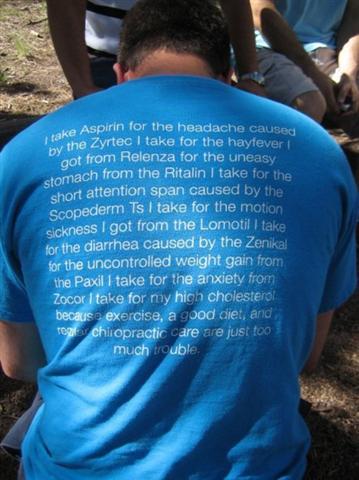 I take Aspirin for the headache caused
by the Zyrtec I take for the hayfever I
got from Relenza for the uneasy
stomach from the Ritalin I take for the
short attention span caused by the
Scopederm Ts I take for the motion
sickness I got from the Lomotil I take
for the diarrhea caused by the Zenikal
for the uncontrolled weight gain from
the Paxil I take for the anxiety from
Zocor I take for my high cholesterol
because exercise, a good diet, and
regular chiropractic care are just too
much trouble.